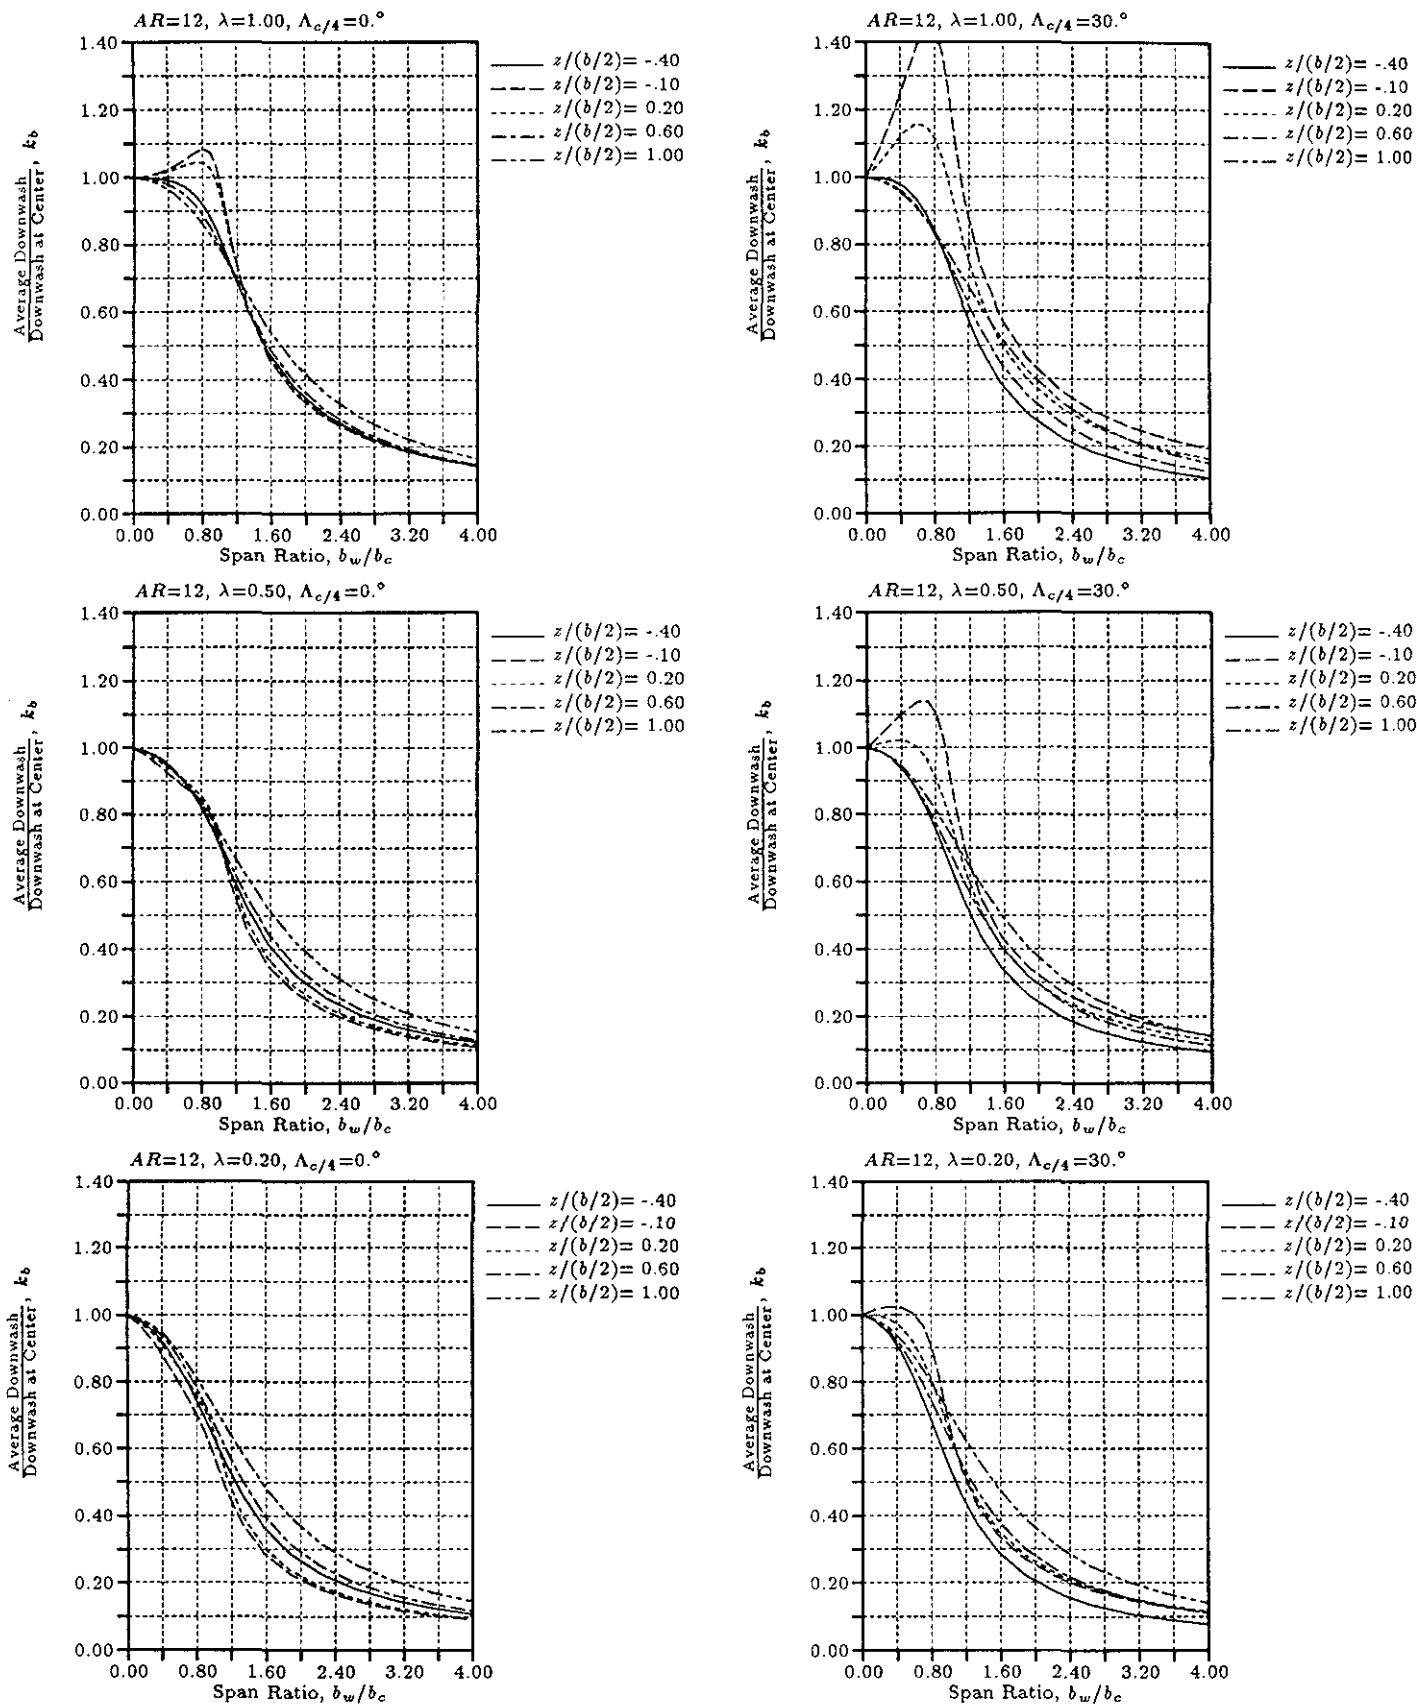 AR=12, λ=1.00, Λc/4=0.°
1.40
1.20
1.00
0.80
0.60
0.40
0.20
0.00
0.00 0.80 1.60 2.40 3.20 4.00
Span Ratio, bw/bc
Average Downwash
Downwash at Center, kb
z/(b/2)= -.40
z/(b/2)= -.10
z/(b/2)= 0.20
z/(b/2)= 0.60
z/(b/2)= 1.00
AR=12, λ=1.00, Λc/4=30.°
1.40
1.20
1.00
0.80
0.60
0.40
0.20
0.00
0.00 0.80 1.60 2.40 3.20 4.00
Span Ratio, bw/bc
Average Downwash
Downwash at Center, kb
z/(b/2)= -.40
z/(b/2)= -.10
z/(b/2)= 0.20
z/(b/2)= 0.60
z/(b/2)= 1.00
AR=12, λ=0.50, Λc/4=0.°
1.40
1.20
1.00
0.80
0.60
0.40
0.20
0.00
0.00 0.80 1.60 2.40 3.20 4.00
Span Ratio, bw/bc
Average Downwash
Downwash at Center, kb
z/(b/2)= -.40
z/(b/2)= -.10
z/(b/2)= 0.20
z/(b/2)= 0.60
z/(b/2)= 1.00
AR=12, λ=0.50, Λc/4=30.°
1.40
1.20
1.00
0.80
0.60
0.40
0.20
0.00
0.00 0.80 1.60 2.40 3.20 4.00
Span Ratio, bw/bc
Average Downwash
Downwash at Center, kb
z/(b/2)= -.40
z/(b/2)= -.10
z/(b/2)= 0.20
z/(b/2)= 0.60
z/(b/2)= 1.00
AR=12, λ=0.20, Λc/4=0.°
1.40
1.20
1.00
0.80
0.60
0.40
0.20
0.00
0.00 0.80 1.60 2.40 3.20 4.00
Span Ratio, bw/bc
Average Downwash
Downwash at Center, kb
z/(b/2)= -.40
z/(b/2)= -.10
z/(b/2)= 0.20
z/(b/2)= 0.60
z/(b/2)= 1.00
AR=12, λ=0.20, Λc/4=30.°
1.40
1.20
1.00
0.80
0.60
0.40
0.20
0.00
0.00 0.80 1.60 2.40 3.20 4.00
Span Ratio, bw/bc
Average Downwash
Downwash at Center, kb
z/(b/2)= -.40
z/(b/2)= -.10
z/(b/2)= 0.20
z/(b/2)= 0.60
z/(b/2)= 1.00